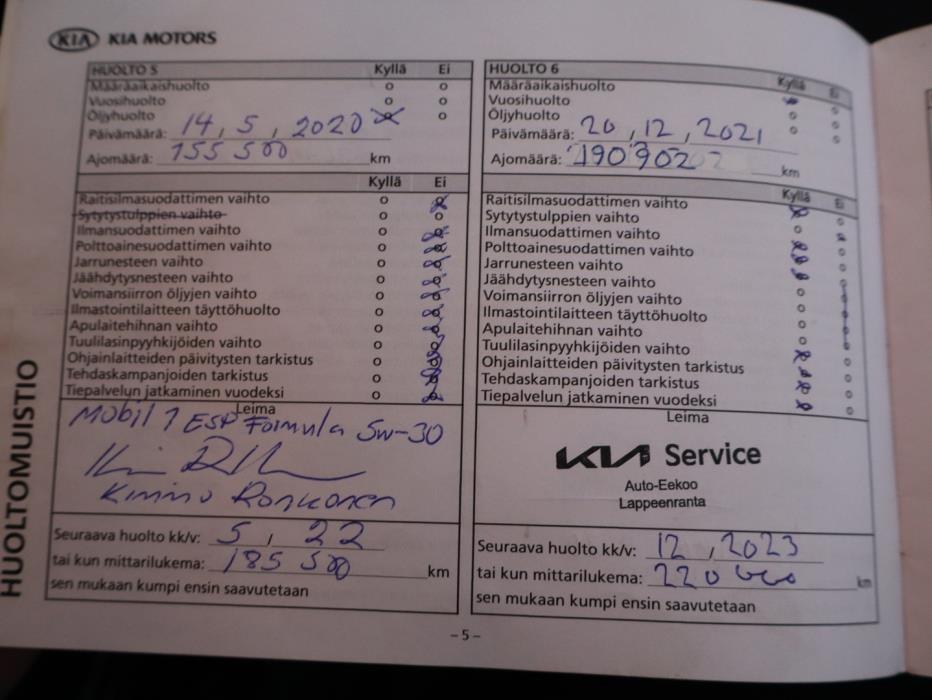 KIA KIA MOTORS
HUOLTO 5 Kyllä Ei
Määräaikaishuolto o o
Vuosihuolto o o
Öljyhuolto o
Päivämäärä: 14, 5, 2020
Ajomäärä: 155 500 km
Kyllä Ei
Raitisilmasuodattimen vaihto o
Sytytystulppien vaihto o o
Ilmansuodattimen vaihto o
Polttoainesuodattimen vaihto o
Jarrunesteen vaihto o
Jäähdytysnesteen vaihto o
Voimansiirron öljyjen vaihto o
Ilmastointilaitteen täyttöhuolto o
Apulaitehihnan vaihto o
Tuulilasinpyyhkijöiden vaihto o
Ohjainlaitteiden päivitysten tarkistus o
Tehdaskampanjoiden tarkistus o
Tiepalvelun jatkaminen vuodeksi o
Leima
Mobil 1 ESP Formula 5w-30
Kimmo Ronkonen
Seuraava huolto kk/v: 5, 22
tai kun mittarilukema: 185 500 km
sen mukaan kumpi ensin saavutetaan
HUOLTO 6 Kyllä Ei
Määräaikaishuolto o
Vuosihuolto o o
Öljyhuolto o o
Päivämäärä: 20, 12, 2021
Ajomäärä: 190902 km
Kyllä Ei
Raitisilmasuodattimen vaihto o
Sytytystulppien vaihto o
Ilmansuodattimen vaihto o
Polttoainesuodattimen vaihto o
Jarrunesteen vaihto o
Jäähdytysnesteen vaihto o
Voimansiirron öljyjen vaihto o
Ilmastointilaitteen täyttöhuolto o
Apulaitehihnan vaihto o
Tuulilasinpyyhkijöiden vaihto o
Ohjainlaitteiden päivitysten tarkistus o
Tehdaskampanjoiden tarkistus o
Tiepalvelun jatkaminen vuodeksi o
Leima
KIA Service
Auto-Eekoo
Lappeenranta
Seuraava huolto kk/v: 12, 2023
tai kun mittarilukema: 220 000 km
sen mukaan kumpi ensin saavutetaan
HUOLTOMUISTIO
– 5 –